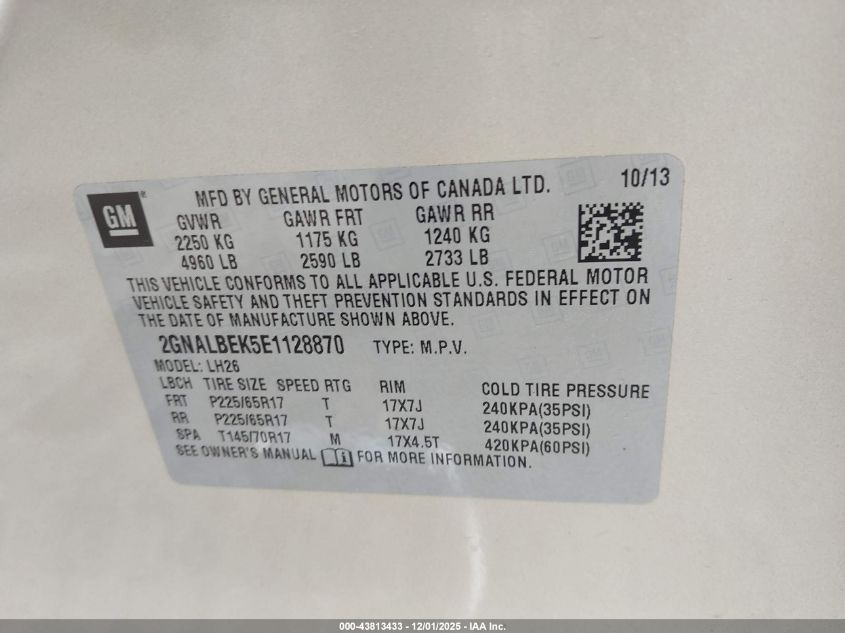 GM ® MFD BY GENERAL MOTORS OF CANADA LTD. 10/13
GVWR GAWR FRT GAWR RR
2250 KG 1175 KG 1240 KG
4960 LB 2590 LB 2733 LB
THIS VEHICLE CONFORMS TO ALL APPLICABLE U.S. FEDERAL MOTOR
VEHICLE SAFETY AND THEFT PREVENTION STANDARDS IN EFFECT ON
THE DATE OF MANUFACTURE SHOWN ABOVE.
2GNALBEK5E1128870 TYPE: M.P.V.
MODEL: LH26
LBCH TIRE SIZE SPEED RTG RIM COLD TIRE PRESSURE
FRT P225/65R17 T 17X7J 240KPA(35PSI)
RR P225/65R17 T 17X7J 240KPA(35PSI)
SPA T145/70R17 M 17X4.5T 420KPA(60PSI)
SEE OWNER'S MANUAL FOR MORE INFORMATION.
000-43813433 - 12/01/2025 - IAA Inc.